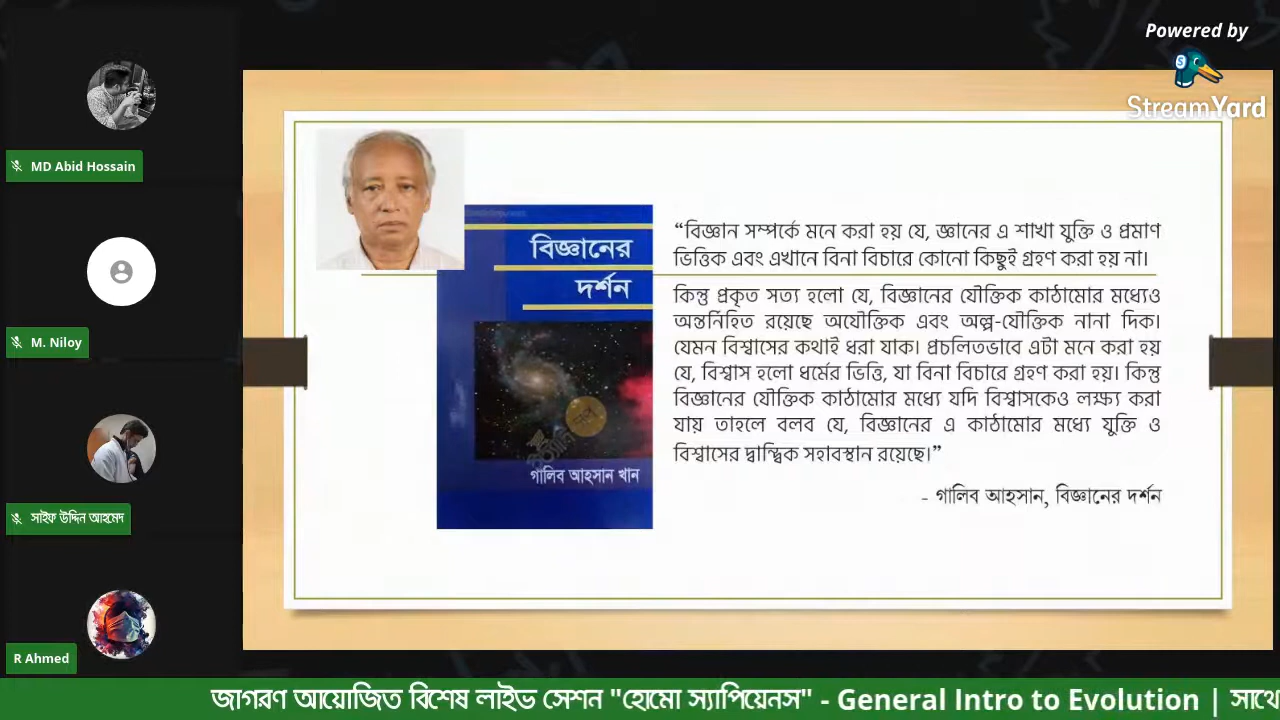 Powered by
StreamYard
MD Abid Hossain
M. Niloy
সাইফ উদ্দিন আহমেদ
R Ahmed
বিজ্ঞানের
দর্শন
গালিব আহসান খান
“বিজ্ঞান সম্পর্কে মনে করা হয় যে, জ্ঞানের এ শাখা যুক্তি ও প্রমাণ
ভিত্তিক এবং এখানে বিনা বিচারে কোনো কিছুই গ্রহণ করা হয় না।
কিন্তু প্রকৃত সত্য হলো যে, বিজ্ঞানের যৌক্তিক কাঠামোর মধ্যেও
অন্তর্নিহিত রয়েছে অযৌক্তিক এবং অল্প-যৌক্তিক নানা দিক।
যেমন বিশ্বাসের কথাই ধরা যাক। প্রচলিতভাবে এটা মনে করা হয়
যে, বিশ্বাস হলো ধর্মের ভিত্তি, যা বিনা বিচারে গ্রহণ করা হয়। কিন্তু
বিজ্ঞানের যৌক্তিক কাঠামোর মধ্যে যদি বিশ্বাসকেও লক্ষ্য করা
যায় তাহলে বলব যে, বিজ্ঞানের এ কাঠামোর মধ্যে যুক্তি ও
বিশ্বাসের দ্বান্দ্বিক সহাবস্থান রয়েছে।”
- গালিব আহসান, বিজ্ঞানের দর্শন
জাগরণ আয়োজিত বিশেষ লাইভ সেশন "হোমো স্যাপিয়েনস" - General Intro to Evolution | সাথে